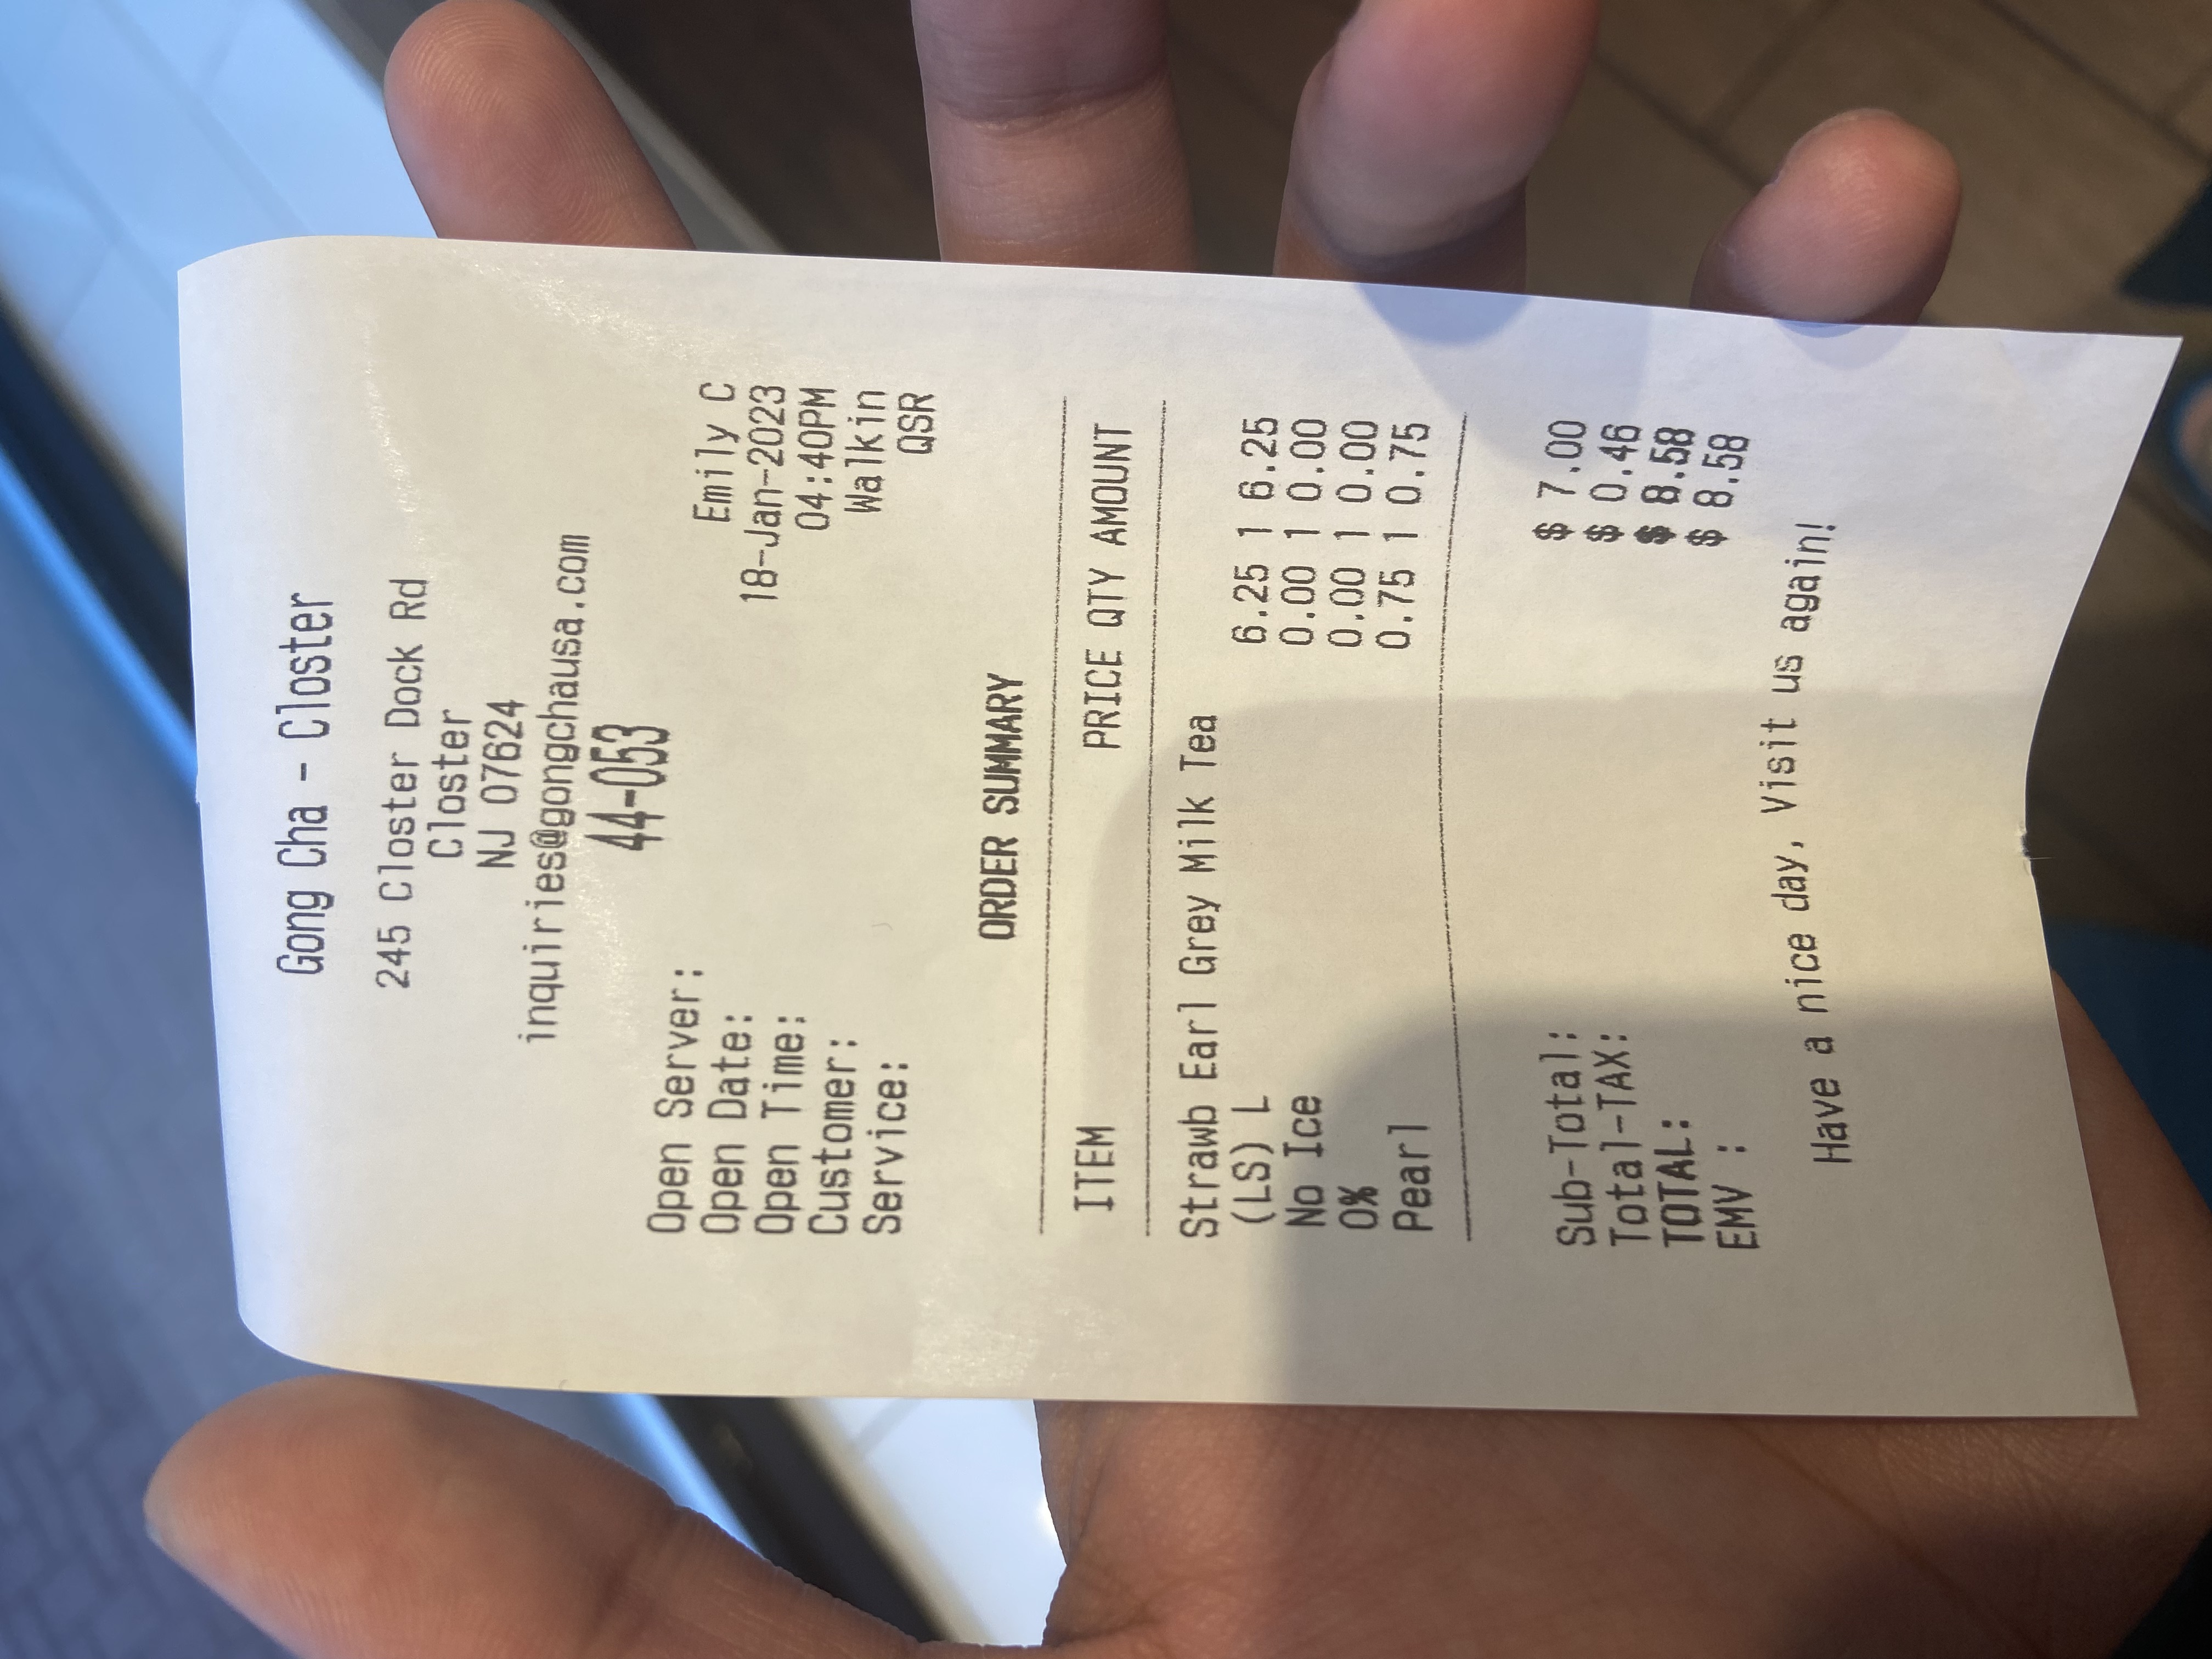 Gong Cha - Closter
245 Closter Dock Rd
Closter
NJ 07624
inquiries@gongchausa.com
44-053
Open Server: Emily C
Open Date: 18-Jan-2023
Open Time: 04:40PM
Customer: Walkin
Service: QSR
ORDER SUMMARY
ITEM PRICE QTY AMOUNT
Strawb Earl Grey Milk Tea
(LS) L 6.25 1 6.25
No Ice 0.00 1 0.00
0% 0.00 1 0.00
Pearl 0.75 1 0.75
Sub-Total: $ 7.00
Total-TAX: $ 0.46
TOTAL: $ 8.58
EMV : $ 8.58
Have a nice day, Visit us again!